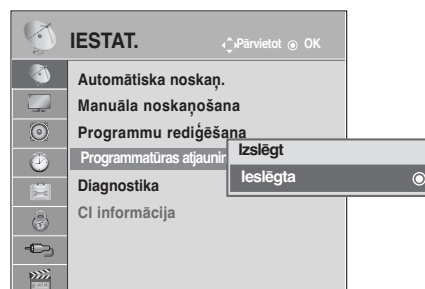 IESTAT.
Pārvietot OK
Automātiska noskaņ.
Manuāla noskaņošana
Programmu rediģēšana
Programmatūras atjaunir
Izslēgt
Ieslēgta
Diagnostika
CI informācija